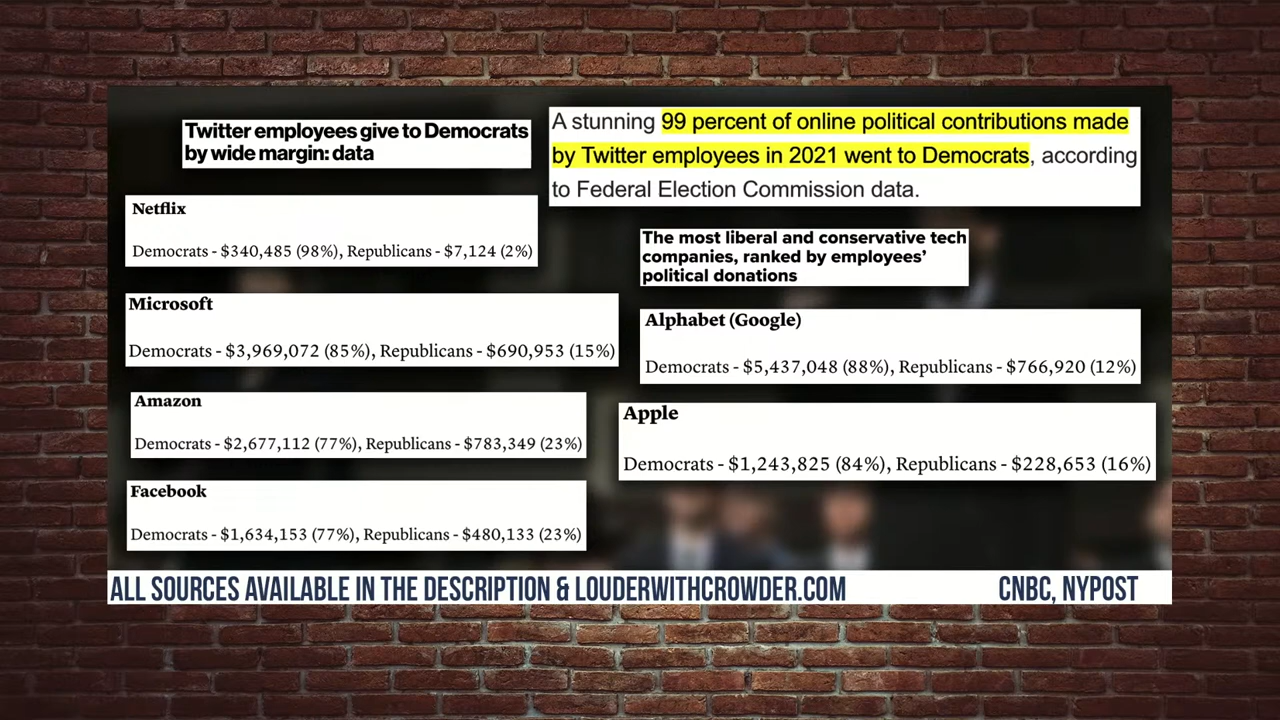 Twitter employees give to Democrats
by wide margin: data
A stunning 99 percent of online political contributions made
by Twitter employees in 2021 went to Democrats, according
to Federal Election Commission data.
Netflix
Democrats - $340,485 (98%), Republicans - $7,124 (2%)
The most liberal and conservative tech
companies, ranked by employees'
political donations
Microsoft
Democrats - $3,969,072 (85%), Republicans - $690,953 (15%)
Alphabet (Google)
Democrats - $5,437,048 (88%), Republicans - $766,920 (12%)
Amazon
Democrats - $2,677,112 (77%), Republicans - $783,349 (23%)
Apple
Democrats - $1,243,825 (84%), Republicans - $228,653 (16%)
Facebook
Democrats - $1,634,153 (77%), Republicans - $480,133 (23%)
ALL SOURCES AVAILABLE IN THE DESCRIPTION & LOUDERWITHCROWDER.COM
CNBC, NYPOST